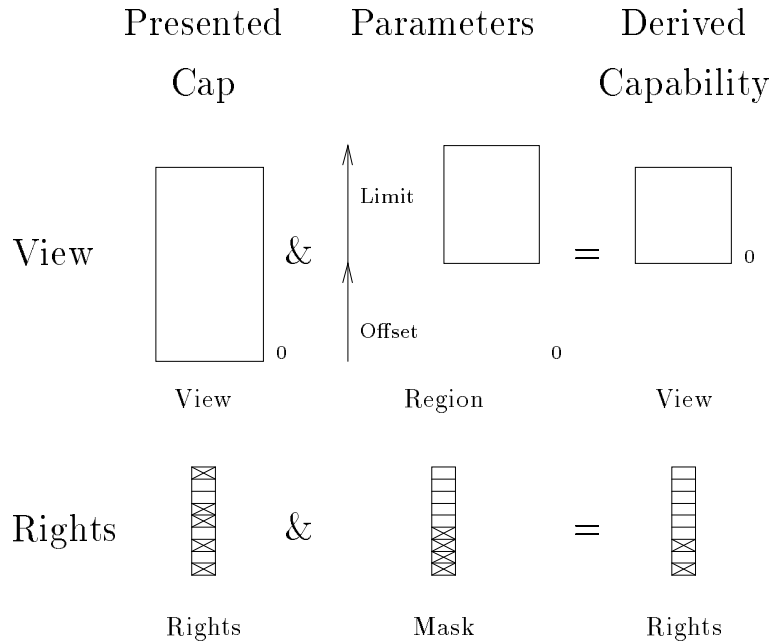 Presented Parameters Derived
Cap Capability
Limit
View & = 0
Offset
0 0
View Region View
Rights & =
Rights Mask Rights